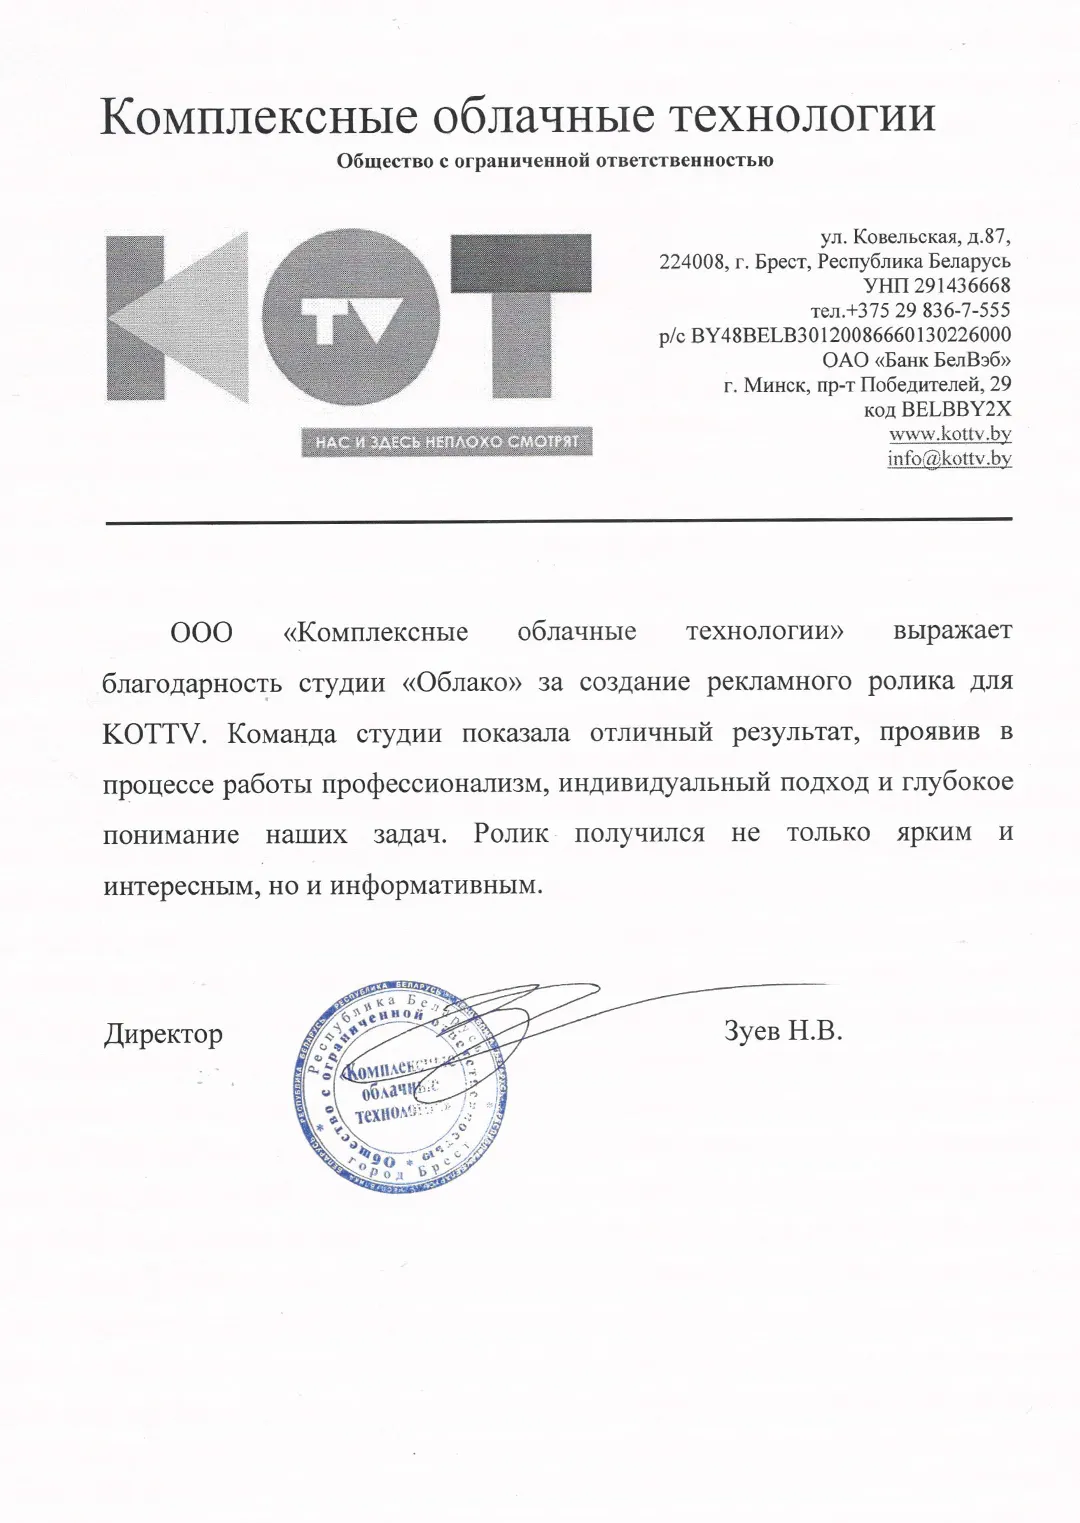 Комплексные облачные технологии
Общество с ограниченной ответственностью
КОТ
TV
НАС И ЗДЕСЬ НЕПЛОХО СМОТРЯТ
ул. Ковельская, д.87,
224008, г. Брест, Республика Беларусь
УНП 291436668
тел.+375 29 836-7-555
р/с BY48BELB30120086660130226000
ОАО «Банк БелВэб»
г. Минск, пр-т Победителей, 29
код BELBBY2X
www.kottv.by
info@kottv.by
ООО «Комплексные облачные технологии» выражает
благодарность студии «Облако» за создание рекламного ролика для
KOTTV. Команда студии показала отличный результат, проявив в
процессе работы профессионализм, индивидуальный подход и глубокое
понимание наших задач. Ролик получился не только ярким и
интересным, но и информативным.
Директор
Зуев Н.В.
РЕСПУБЛИКА БЕЛАРУСЬ
Республика Беларусь
город Брест
Общество с ограниченной ответственностью
Комплексные
облачные
технологии